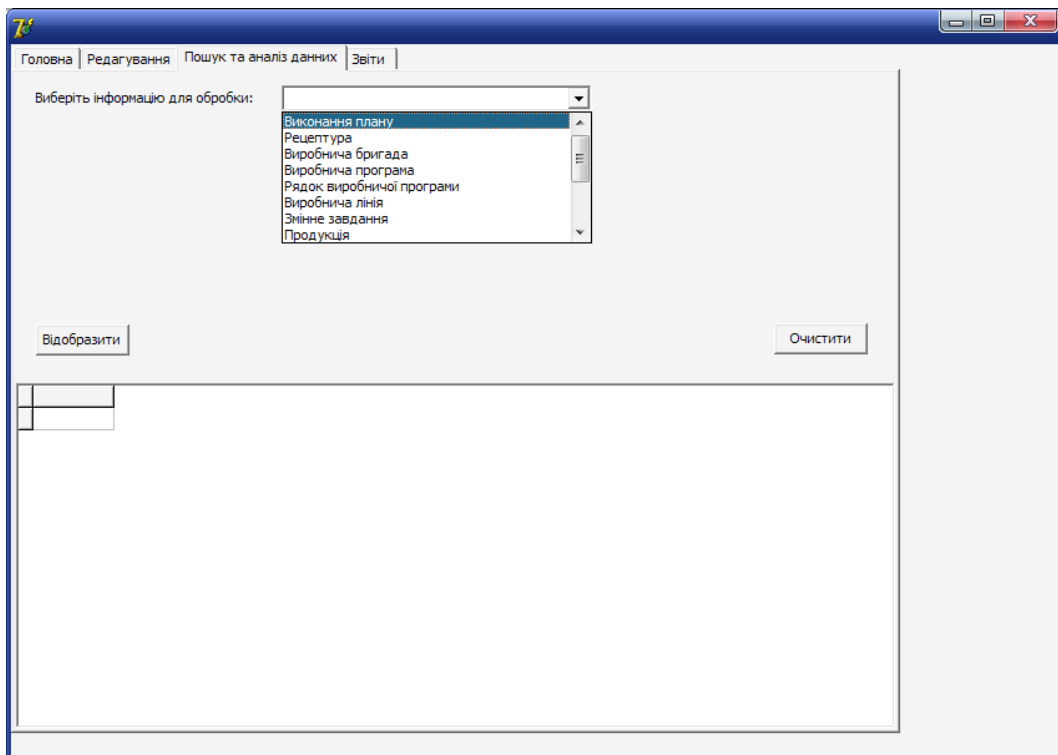 Головна Редагування Пошук та аналіз данних Звіти
Виберіть інформацію для обробки:
Виконання плану
Рецептура
Виробнича бригада
Виробнича програма
Рядок виробничої програми
Виробнича лінія
Змінне завдання
Продукція
Відобразити Очистити